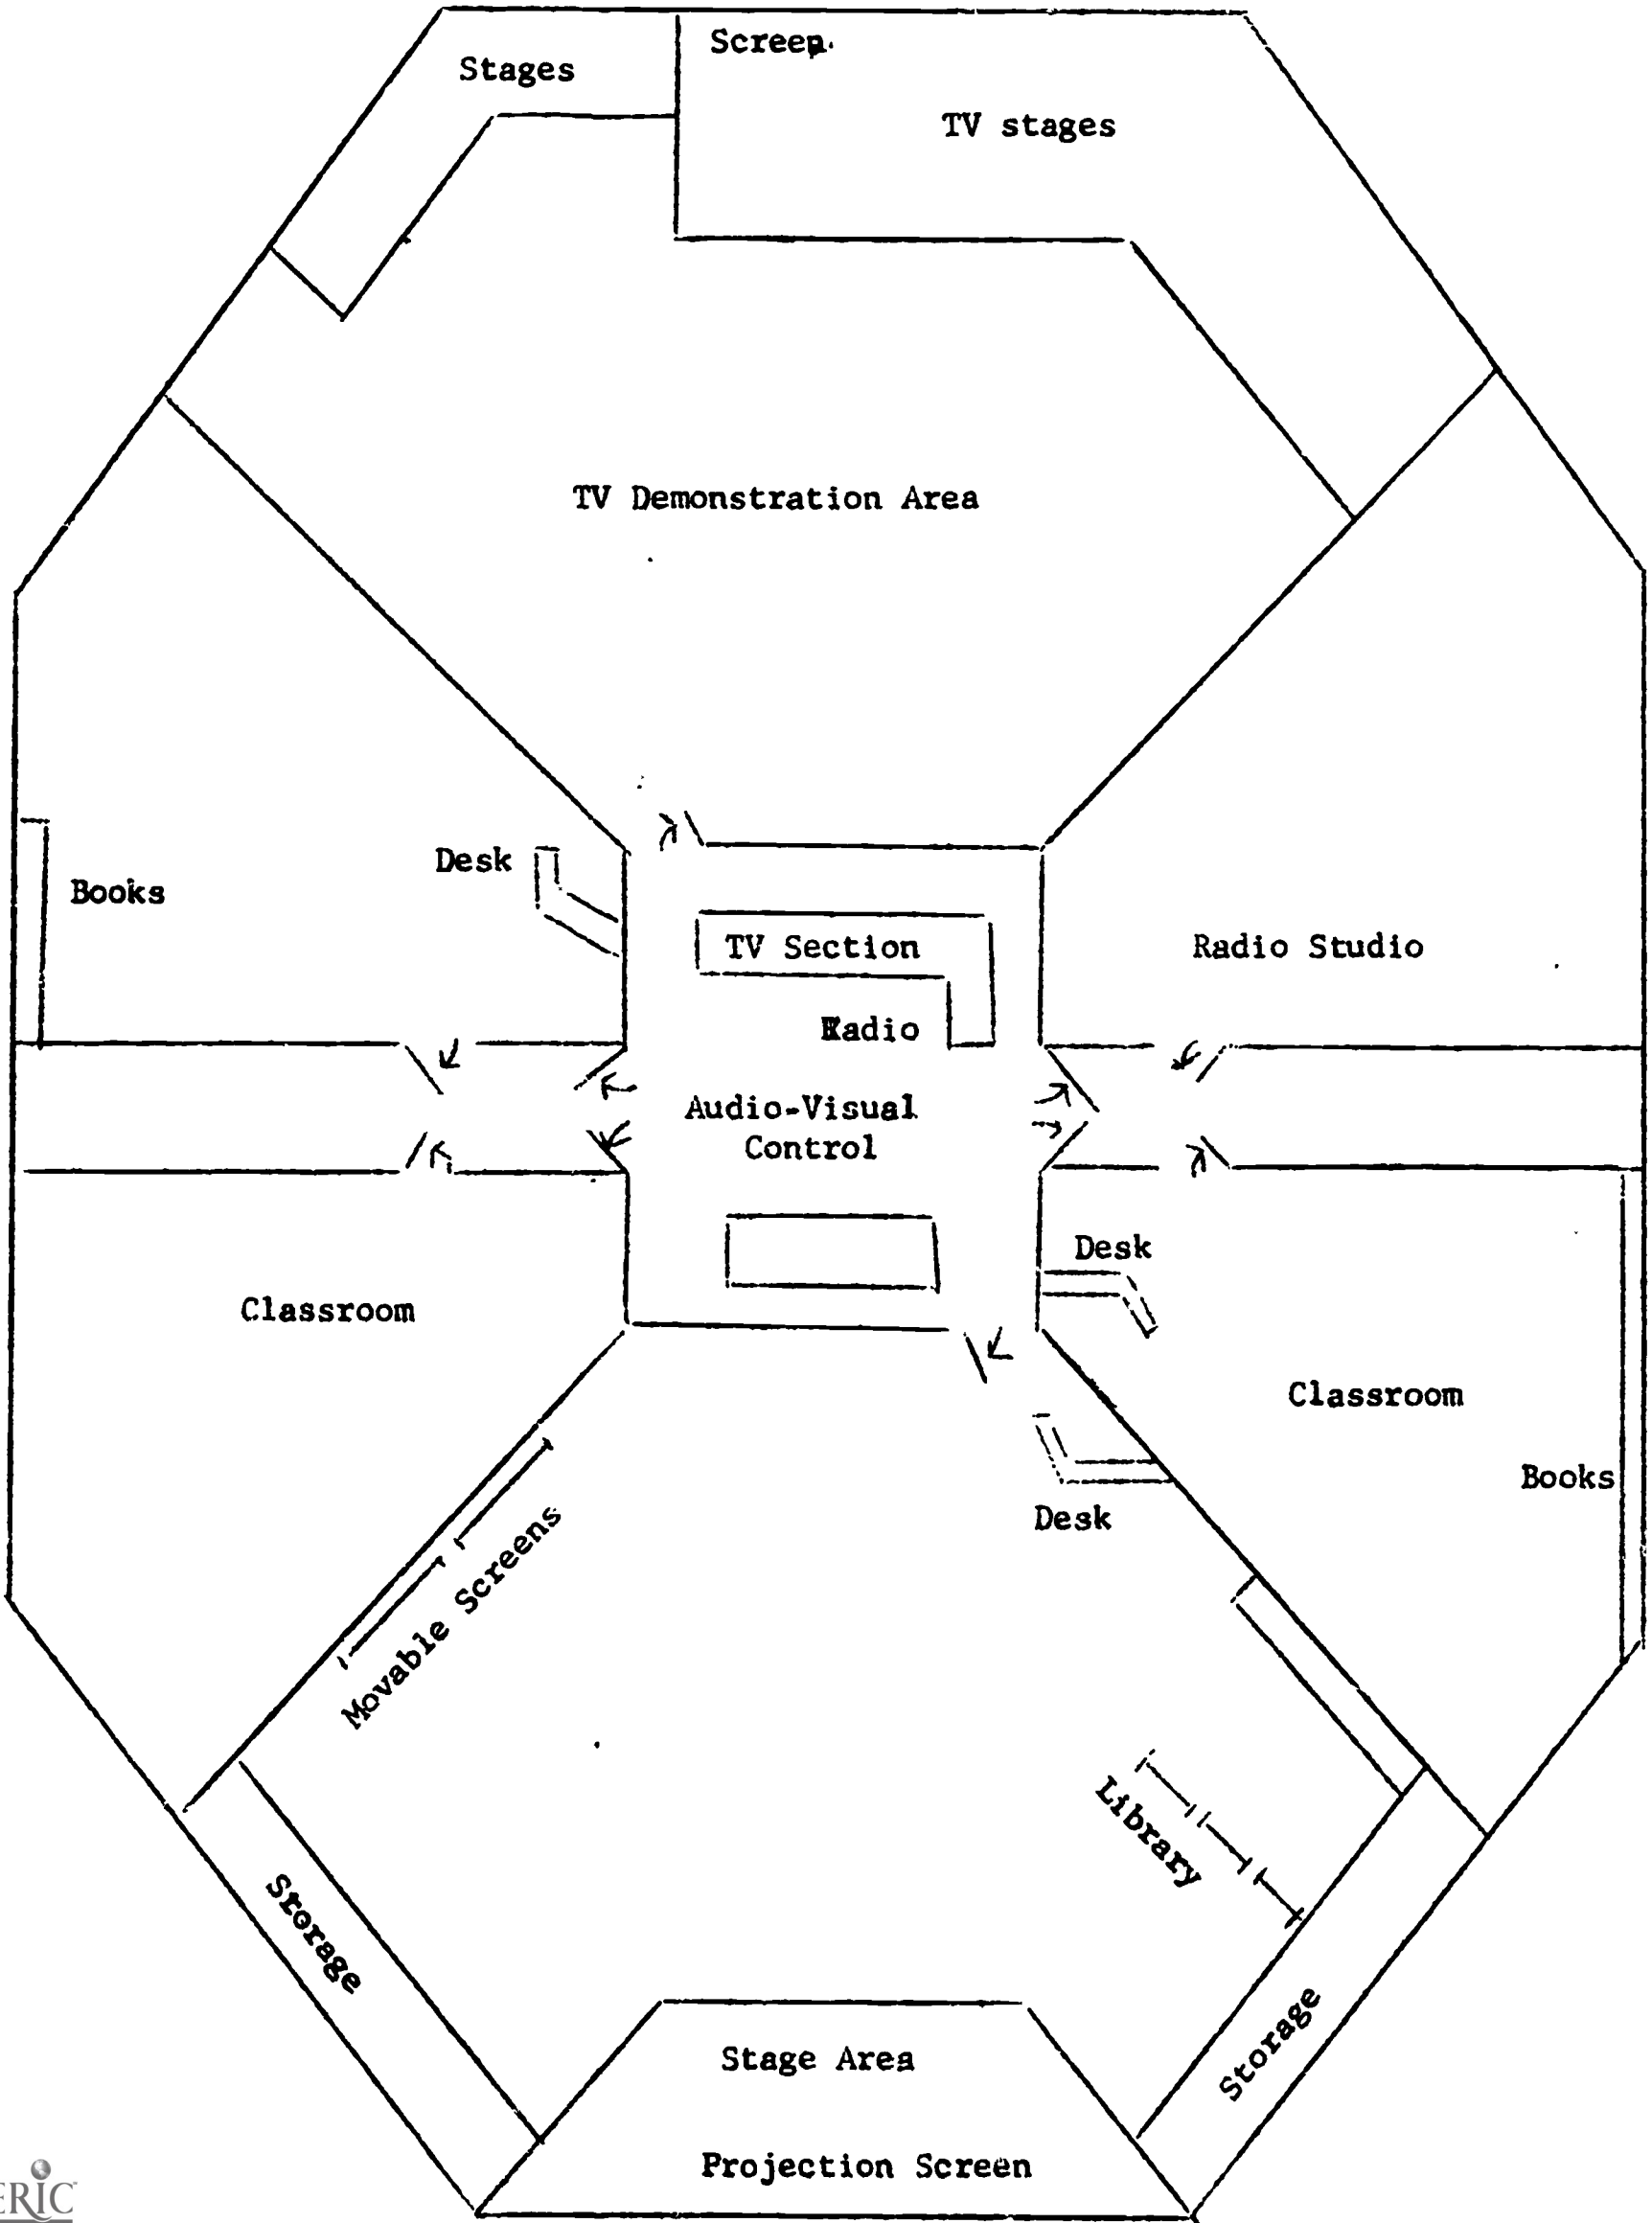 Screen
Stages
TV stages
TV Demonstration Area
Desk
Books
TV Section
Radio Studio
Radio
Audio-Visual
Control
Desk
Classroom
Classroom
Books
Desk
Movable Screens
Library
Storage
Storage
Stage Area
Projection Screen
ERIC